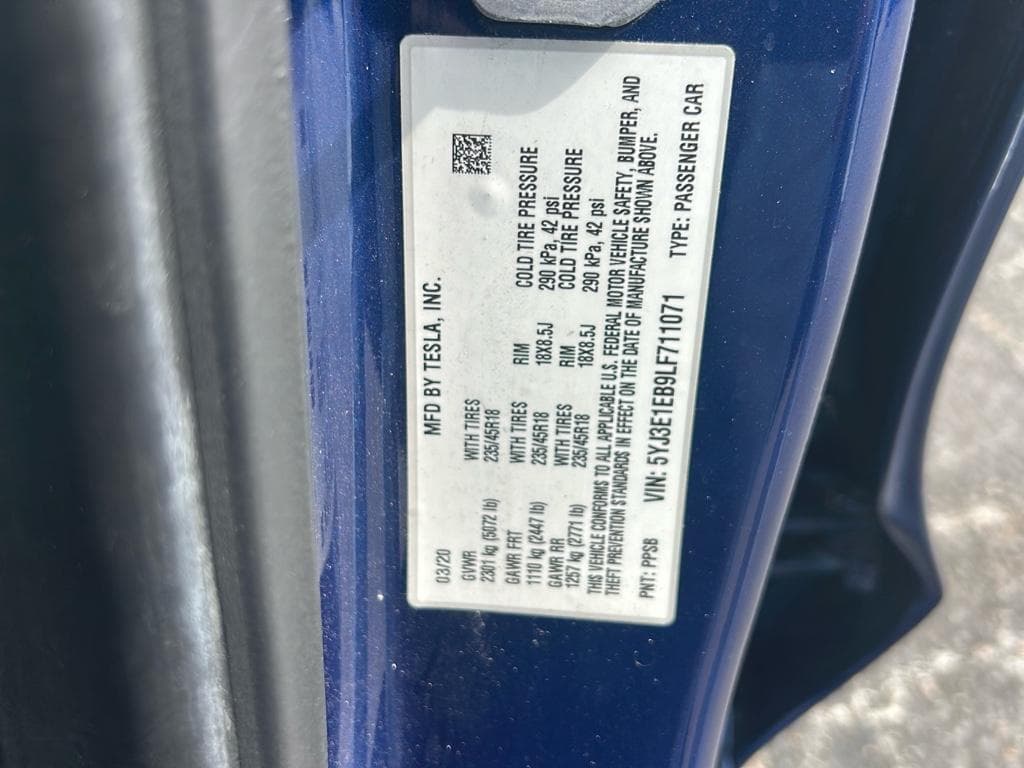 03/20 MFD BY TESLA, INC.
GVWR WITH TIRES
2301 kg (5072 lb) 235/45R18
GAWR FRT RIM COLD TIRE PRESSURE
1110 kg (2447 lb) 235/45R18 18X8.5J 290 kPa, 42 psi
GAWR RR WITH TIRES RIM COLD TIRE PRESSURE
1257 kg (2771 lb) 235/45R18 18X8.5J 290 kPa, 42 psi
THIS VEHICLE CONFORMS TO ALL APPLICABLE U.S. FEDERAL MOTOR VEHICLE SAFETY, BUMPER, AND
THEFT PREVENTION STANDARDS IN EFFECT ON THE DATE OF MANUFACTURE SHOWN ABOVE.
PNT: PPSB VIN: 5YJ3E1EB9LF711071 TYPE: PASSENGER CAR